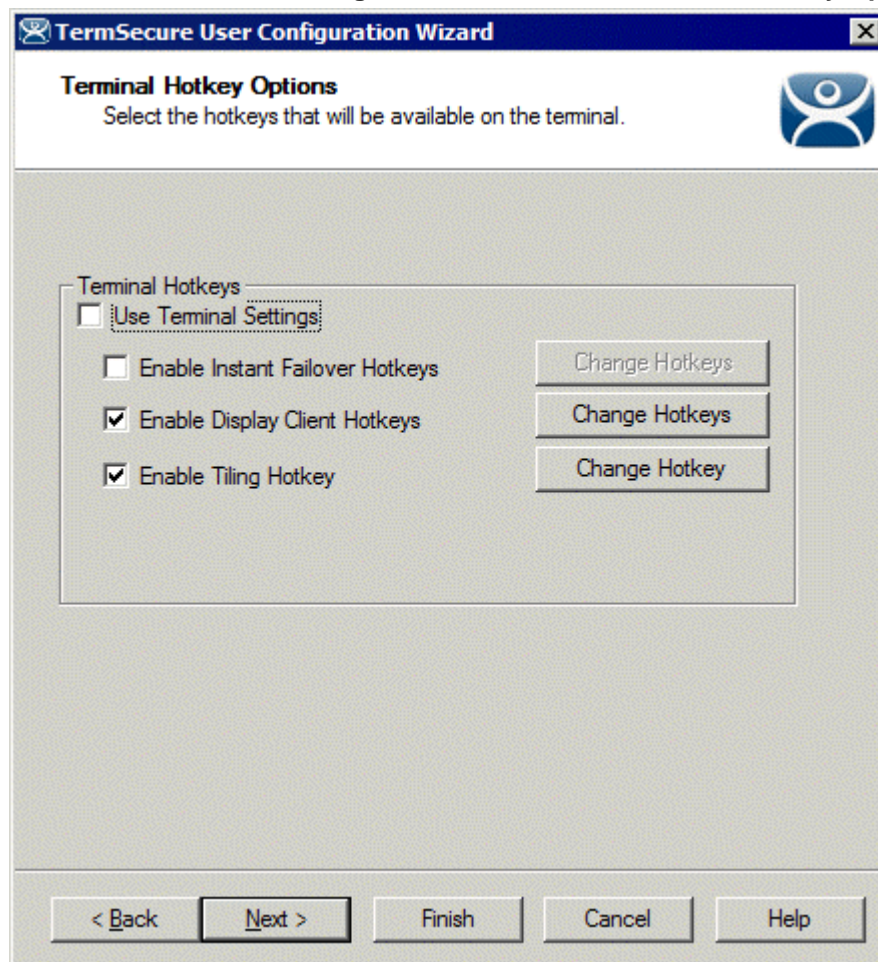 TermSecure User Configuration Wizard
Terminal Hotkey Options
Select the hotkeys that will be available on the terminal.
Terminal Hotkeys
Use Terminal Settings
Enable Instant Failover Hotkeys
Change Hotkeys
Enable Display Client Hotkeys
Change Hotkeys
Enable Tiling Hotkey
Change Hotkey
< Back
Next >
Finish
Cancel
Help